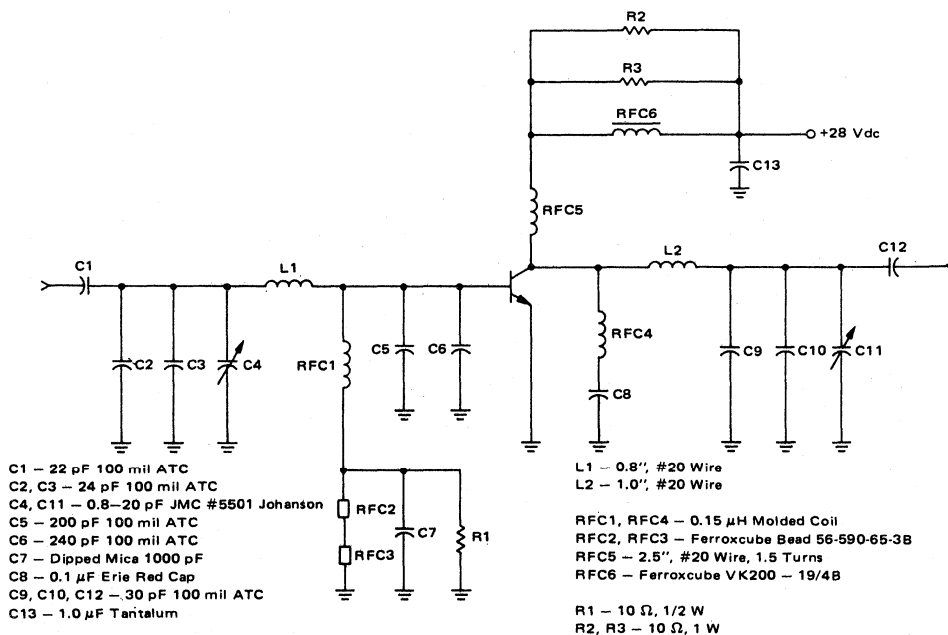 R2
R3
RFC6
+28 Vdc
C13
RFC5
C1
L1
L2
C12
C2
C3
C4
RFC1
C5
C6
RFC4
C8
C9
C10
C11
RFC2
RFC3
C7
R1
C1 – 22 pF 100 mil ATC
C2, C3 – 24 pF 100 mil ATC
C4, C11 – 0.8–20 pF JMC #5501 Johanson
C5 – 200 pF 100 mil ATC
C6 – 240 pF 100 mil ATC
C7 – Dipped Mica 1000 pF
C8 – 0.1 μF Erie Red Cap
C9, C10, C12 – 30 pF 100 mil ATC
C13 – 1.0 μF Tantalum
L1 – 0.8", #20 Wire
L2 – 1.0", #20 Wire
RFC1, RFC4 – 0.15 μH Molded Coil
RFC2, RFC3 – Ferroxcube Bead 56-590-65-3B
RFC5 – 2.5", #20 Wire, 1.5 Turns
RFC6 – Ferroxcube VK200 – 19/4B
R1 – 10 Ω, 1/2 W
R2, R3 – 10 Ω, 1 W